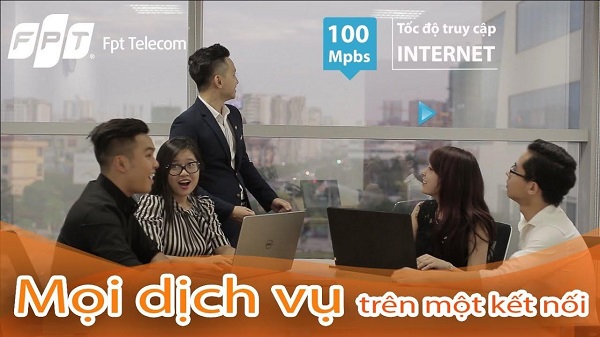 FPT Fpt Telecom
100
Mpbs
Tốc độ truy cập
INTERNET
DELL
Mọi dịch vụ trên một kết nối